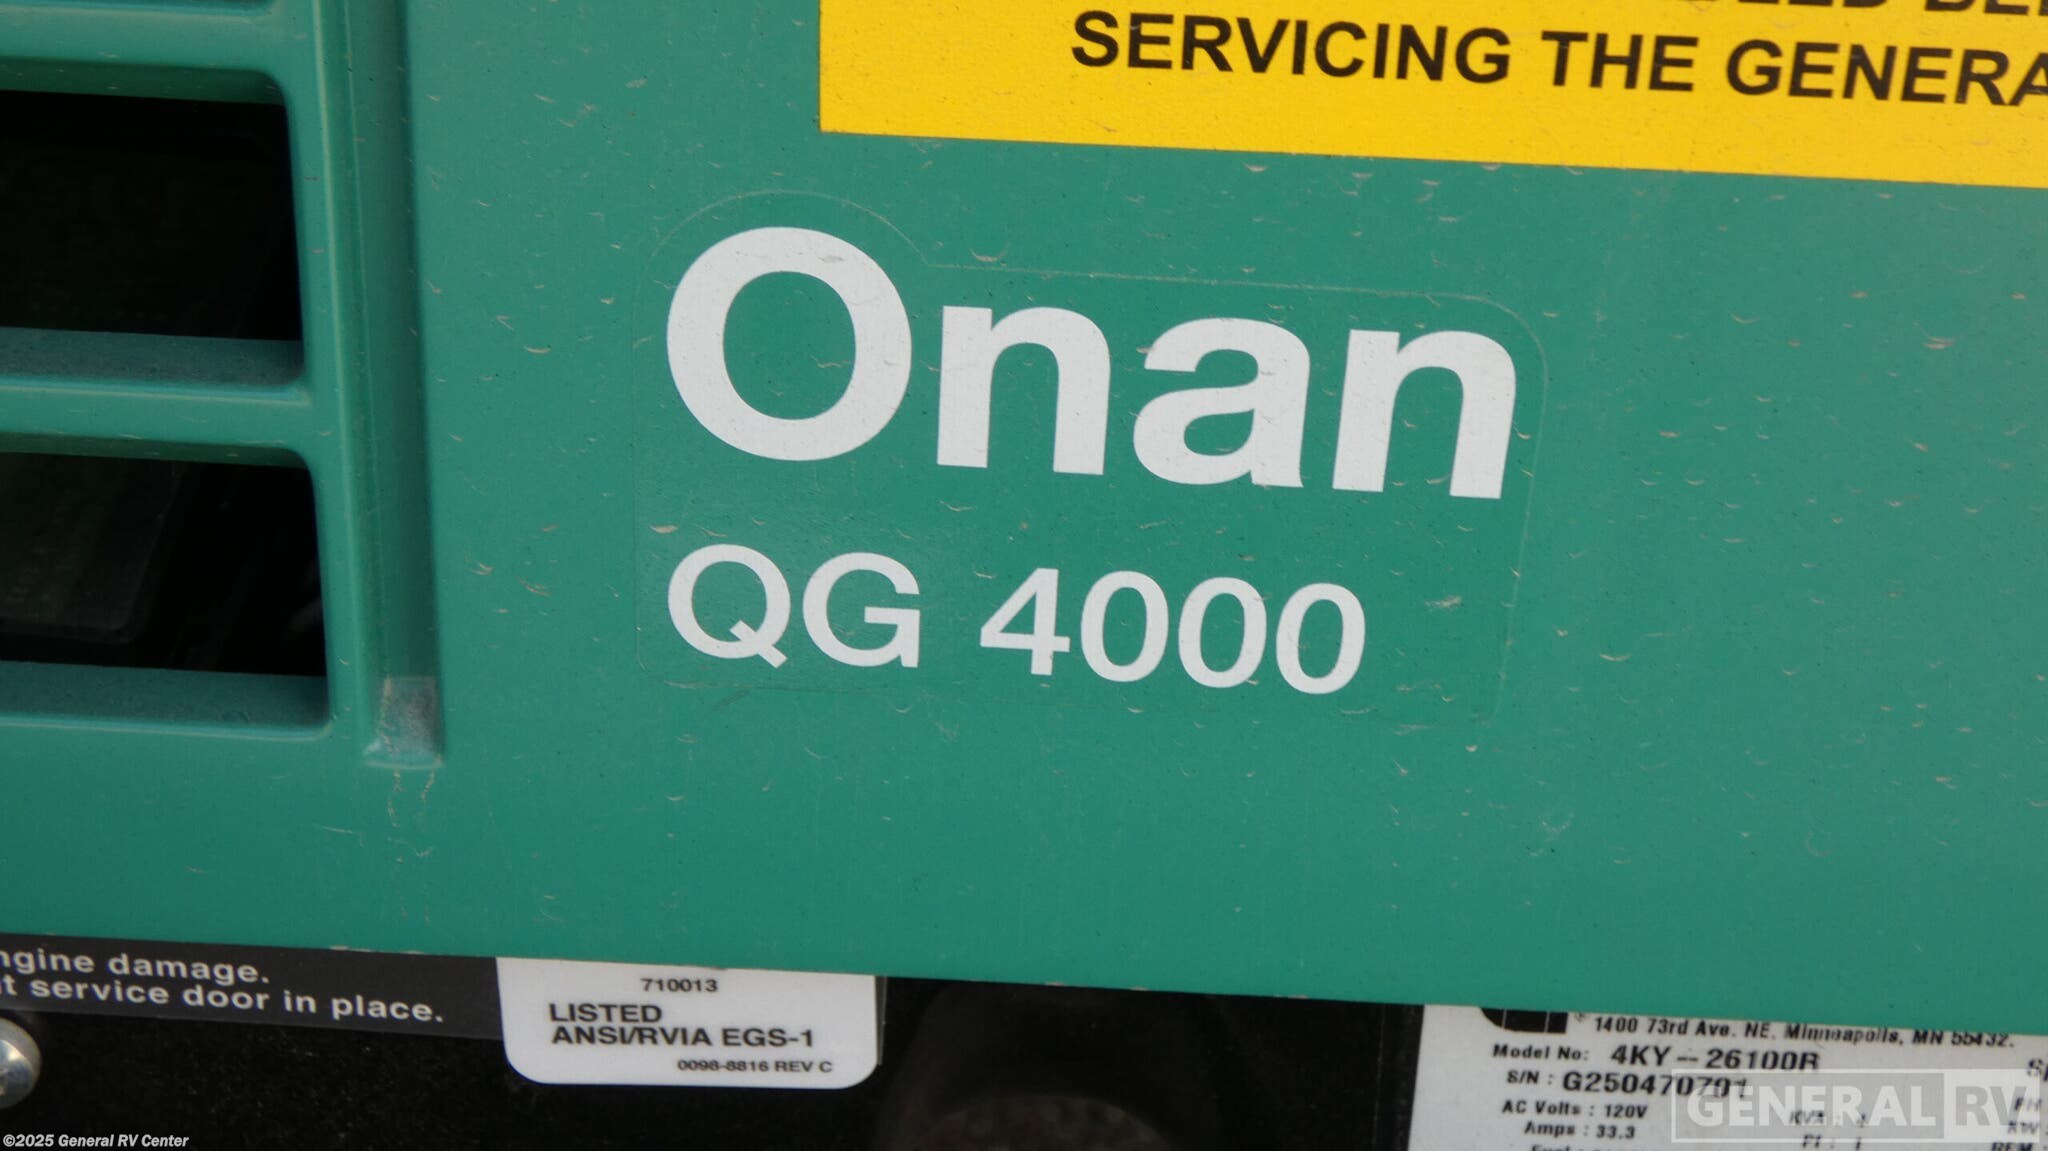 SERVICING THE
Onan
QG 4000
damage.
service door in place.
710013
LISTED
ANSI/RVIA EGS-1
0098-8816 REV C
1400 73rd Ave. NE. Minneapolis, MN 55432.
Model No: 4KY-26100R
S/N : G250470701
AC Volts : 120V
Amps : 33.3
GENERAL RV
©2025 General RV Center